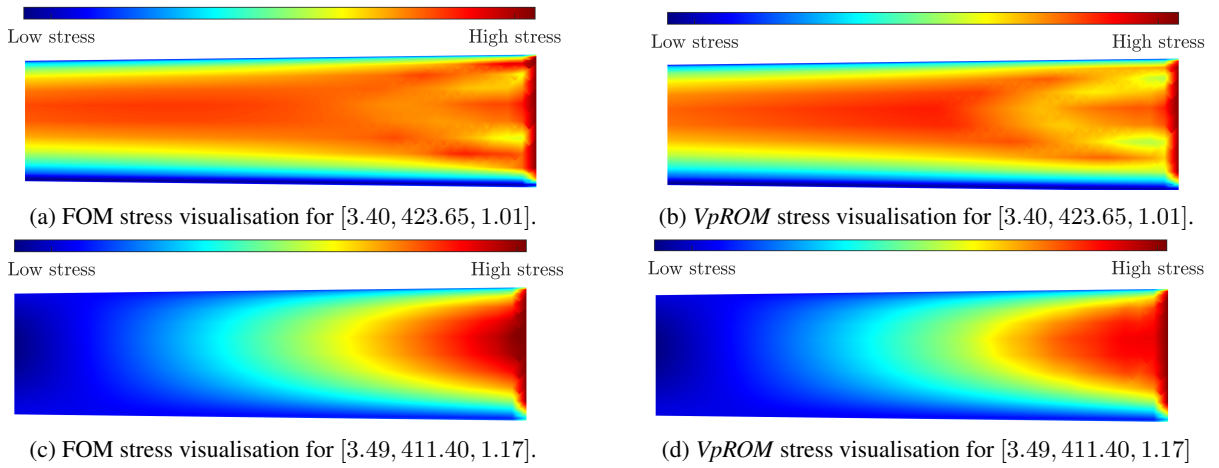 Low stress High stress
Low stress High stress
(a) FOM stress visualisation for [3.40, 423.65, 1.01].
(b) VpROM stress visualisation for [3.40, 423.65, 1.01].
Low stress High stress
Low stress High stress
(c) FOM stress visualisation for [3.49, 411.40, 1.17].
(d) VpROM stress visualisation for [3.49, 411.40, 1.17]